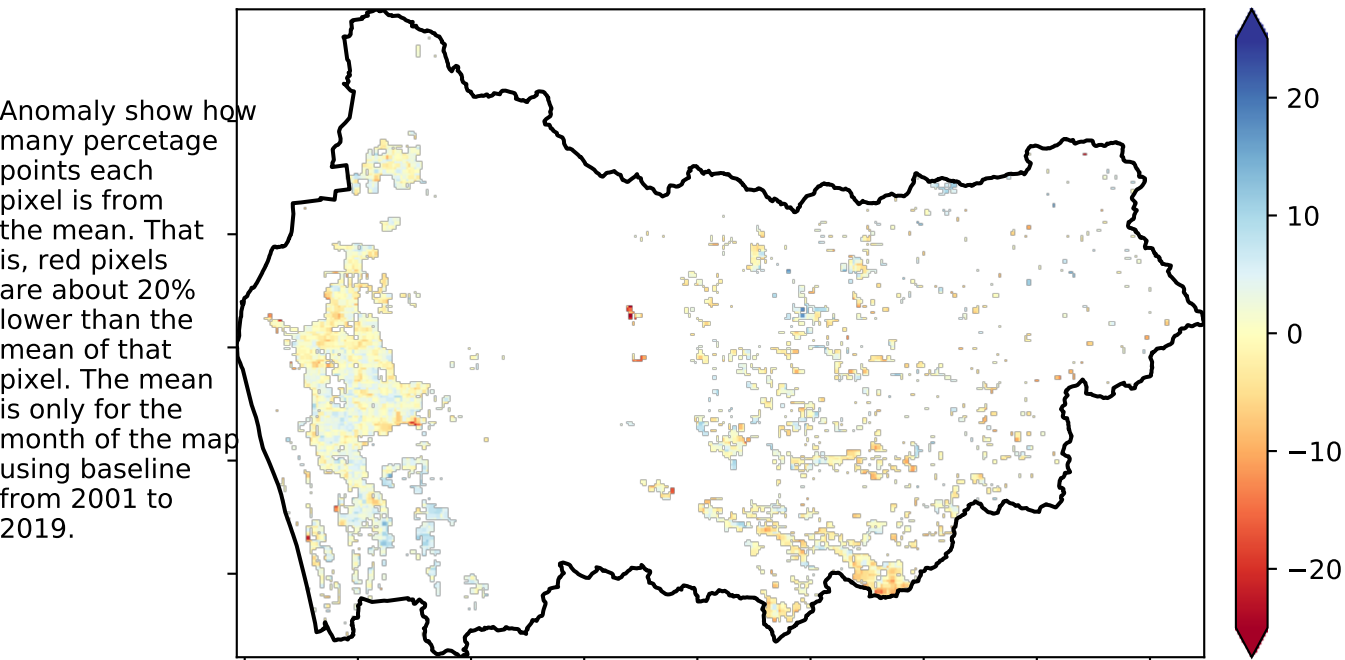 Anomaly show how
many percetage
points each
pixel is from
the mean. That
is, red pixels
are about 20%
lower than the
mean of that
pixel. The mean
is only for the
month of the map
using baseline
from 2001 to
2019.
20
10
0
−10
−20